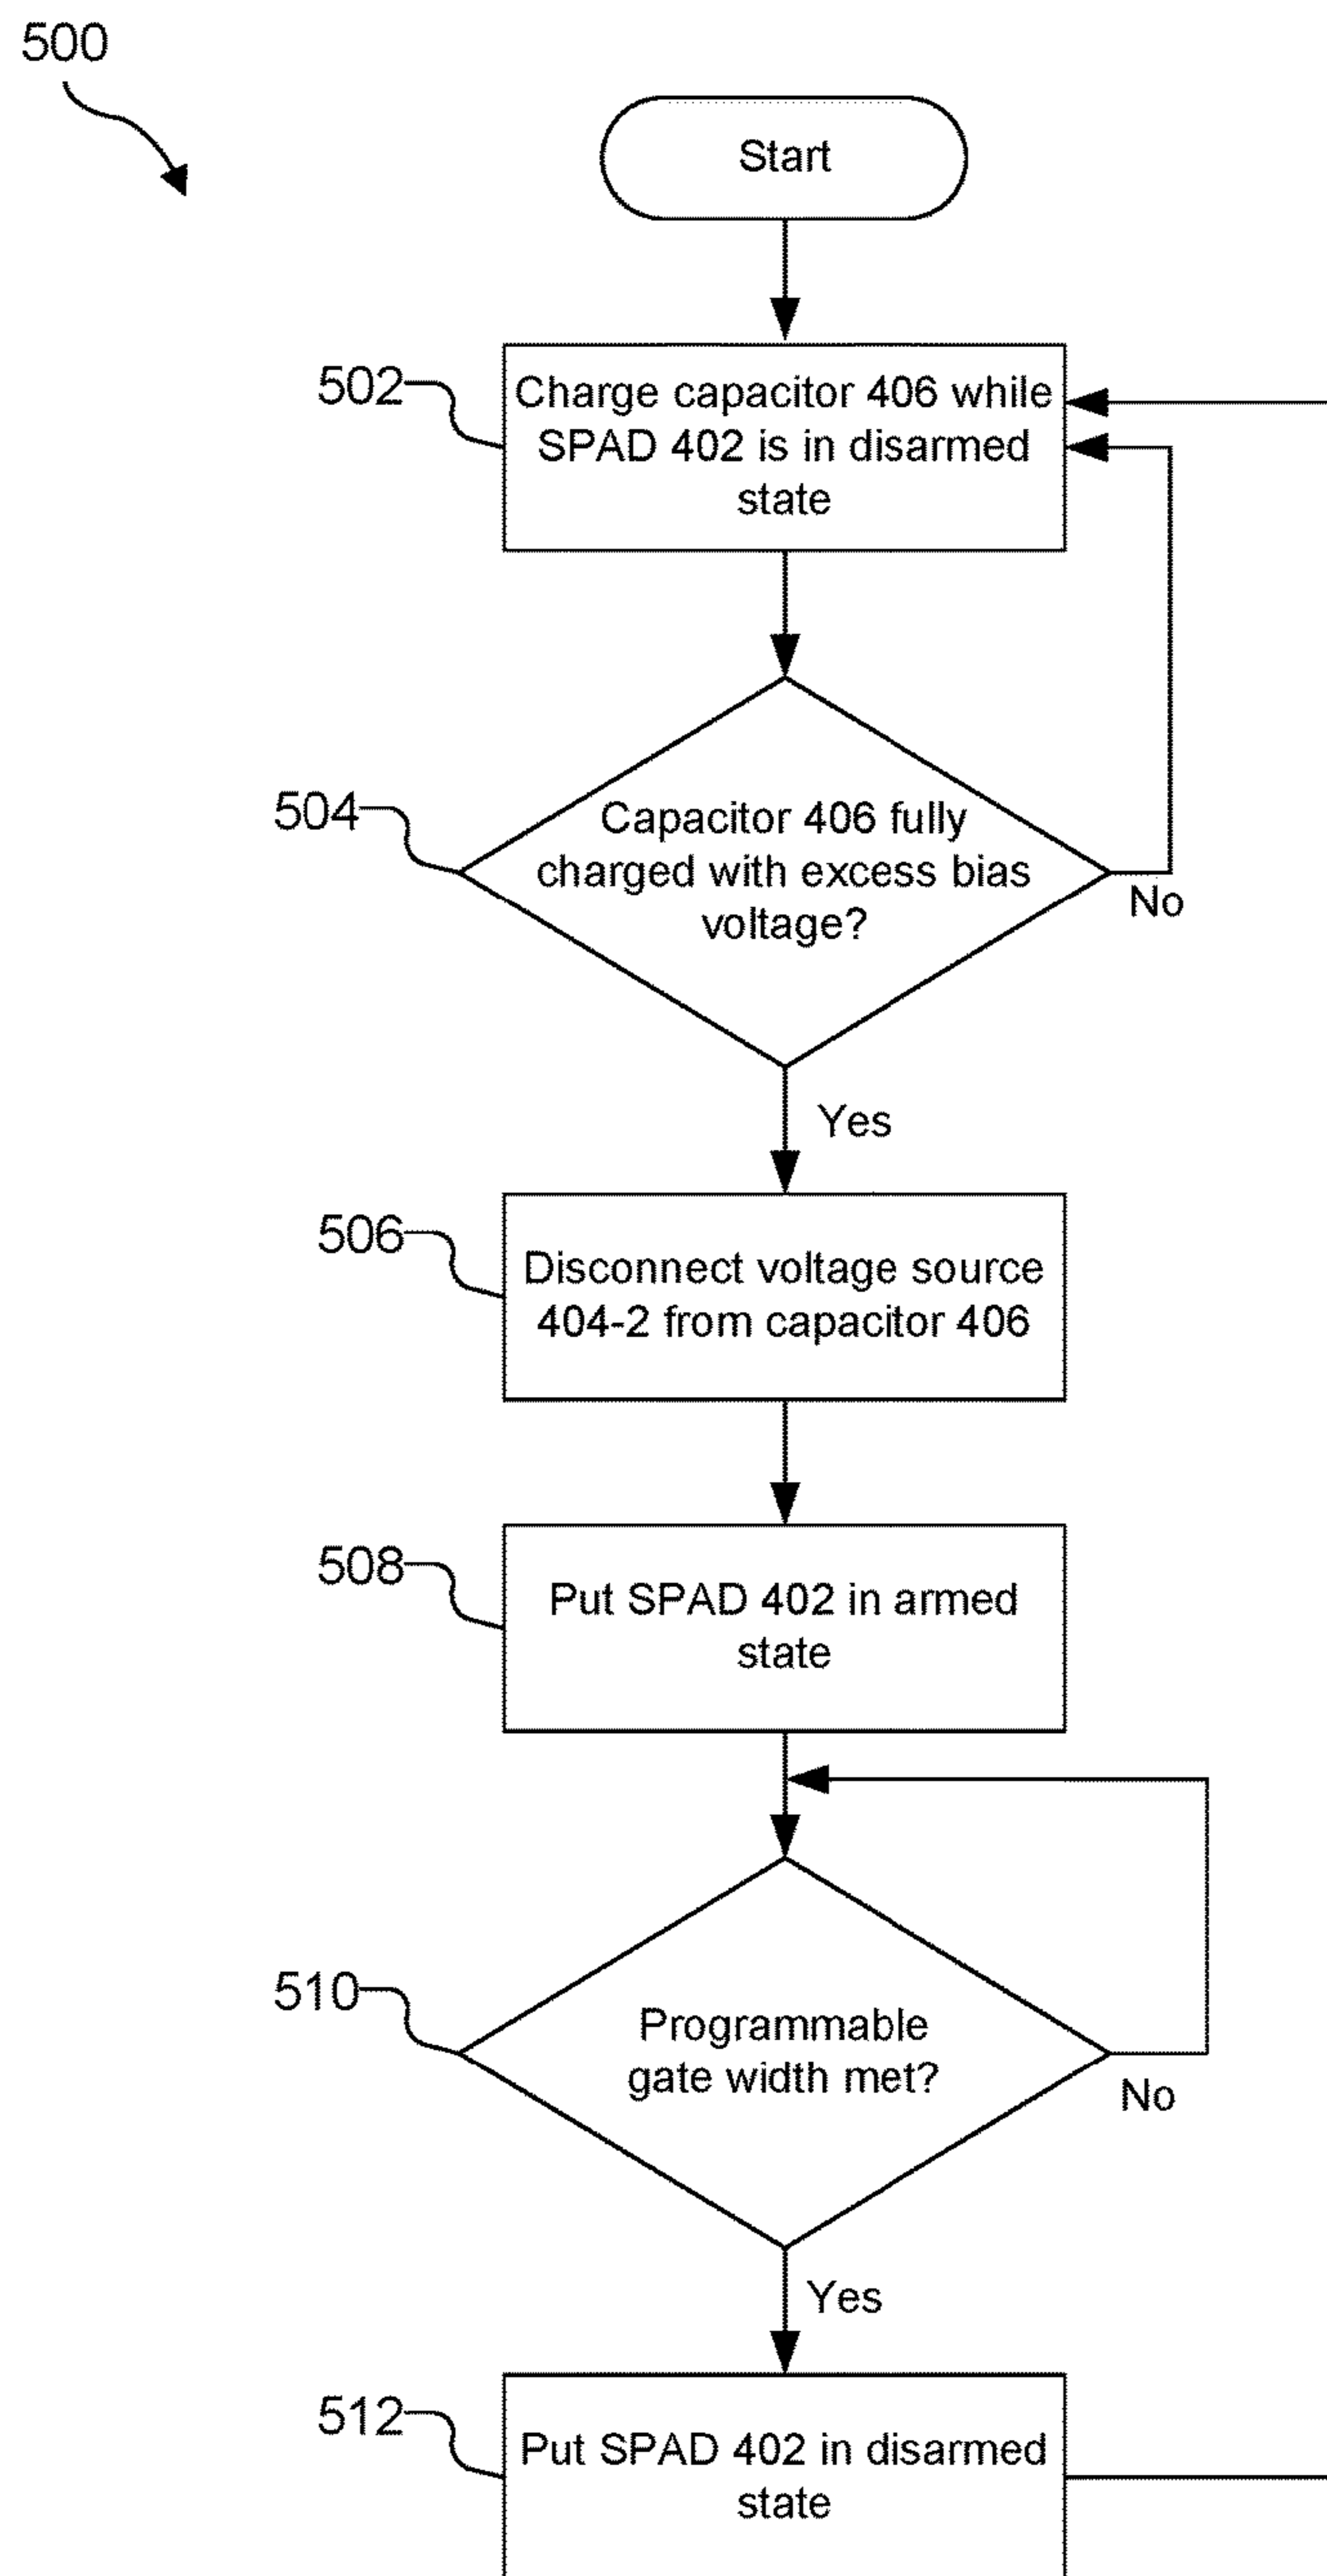 500
Start
502
Charge capacitor 406 while
SPAD 402 is in disarmed
state
504
Capacitor 406 fully
charged with excess bias
voltage?
No
Yes
506
Disconnect voltage source
404-2 from capacitor 406
508
Put SPAD 402 in armed
state
510
Programmable
gate width met?
No
Yes
512
Put SPAD 402 in disarmed
state